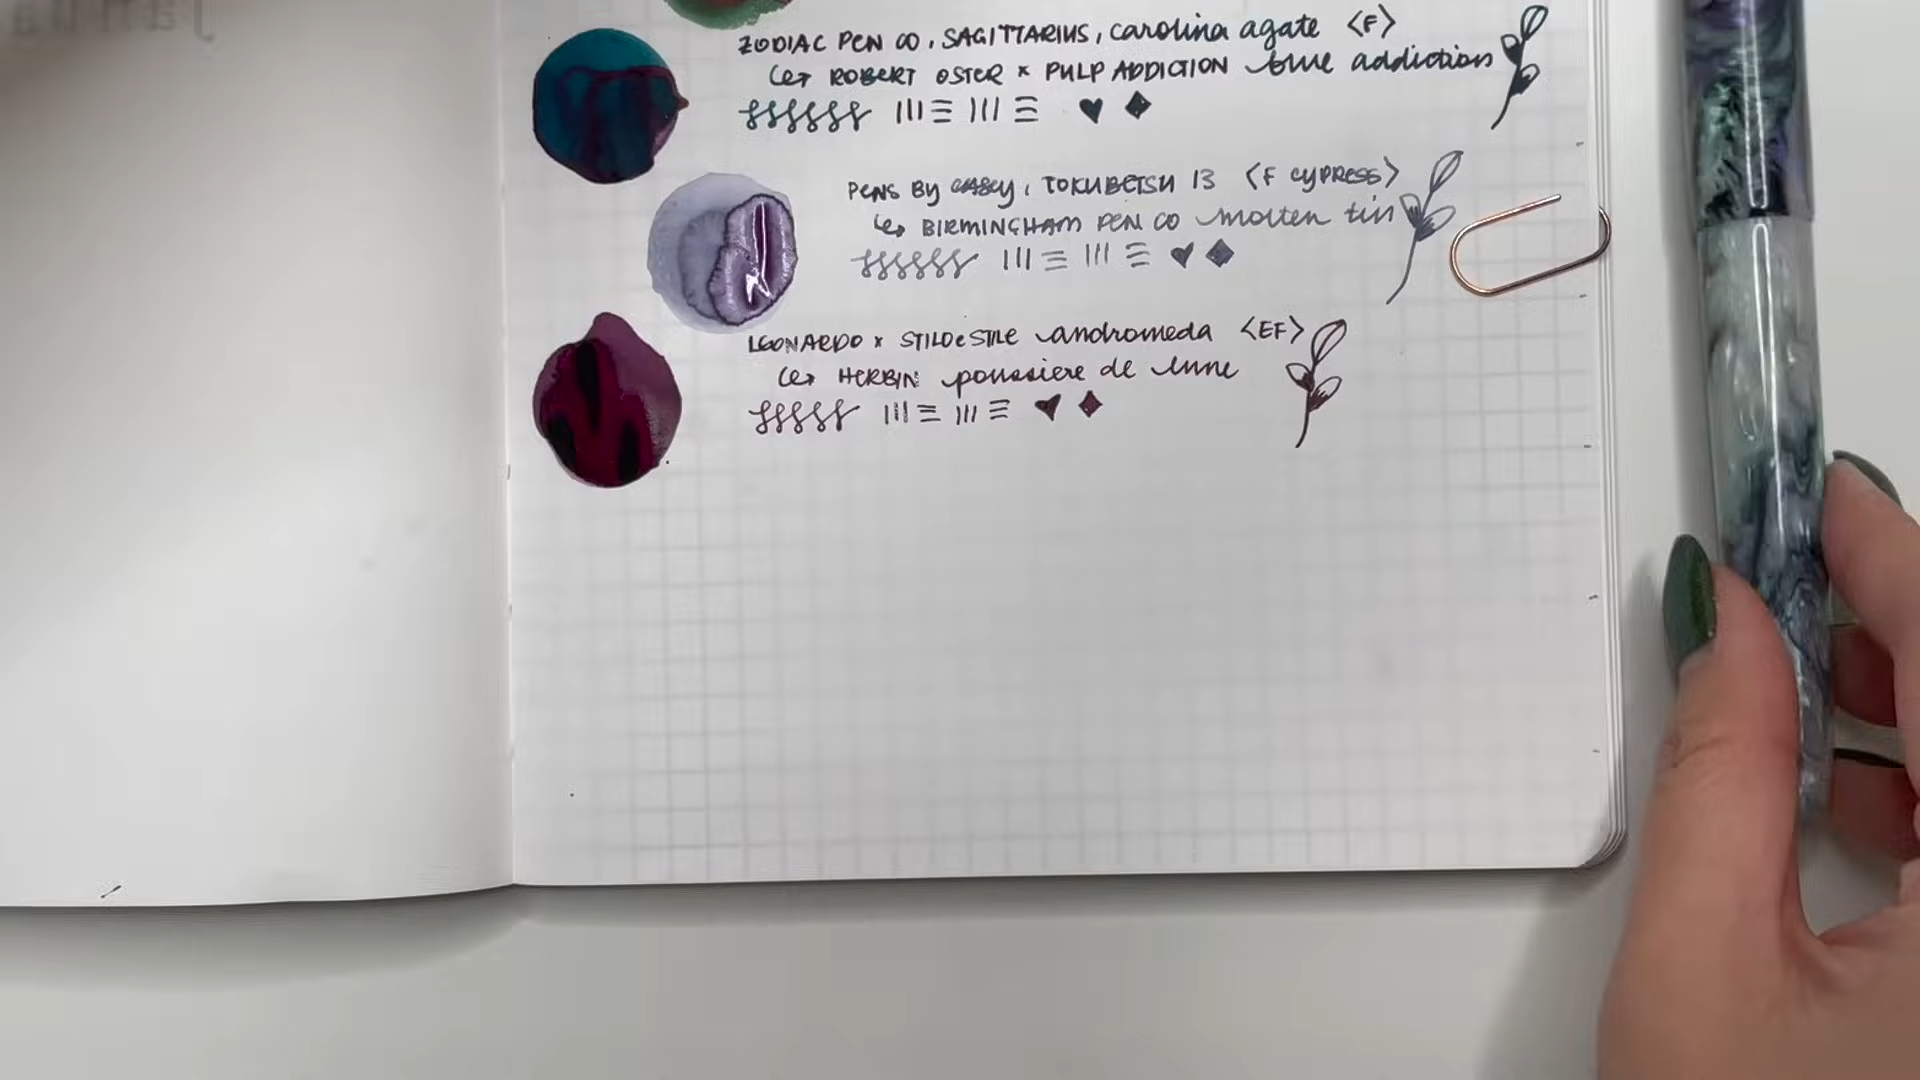 ZODIAC PEN CO, SAGITTARIUS, carolina agate <F>
ROBERT OSTER x PULP ADDICTION blue addiction
PENS BY CASEY, TOKUBETSU 13 <F CYPRESS>
BIRMINGHAM PEN CO molten tin
LEONARDO x STILOeSTILE andromeda <EF>
HERBIN poussiere de lune